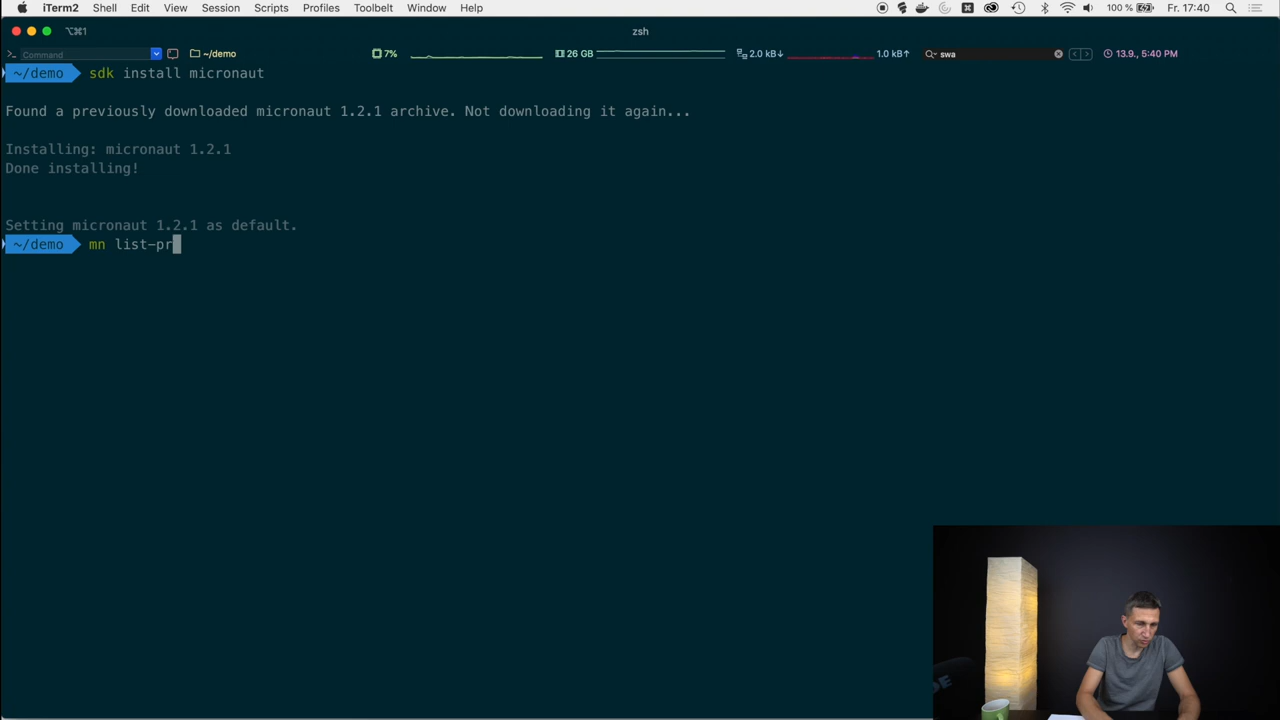 iTerm2 Shell Edit View Session Scripts Profiles Toolbelt Window Help 100 % Fr. 17:40
⌥⌘1 zsh
Command ~/demo 7% 26 GB 2.0 kB↓ 1.0 kB↑ swa 13.9., 5:40 PM
~/demo sdk install micronaut
Found a previously downloaded micronaut 1.2.1 archive. Not downloading it again...
Installing: micronaut 1.2.1
Done installing!
Setting micronaut 1.2.1 as default.
~/demo mn list-pr